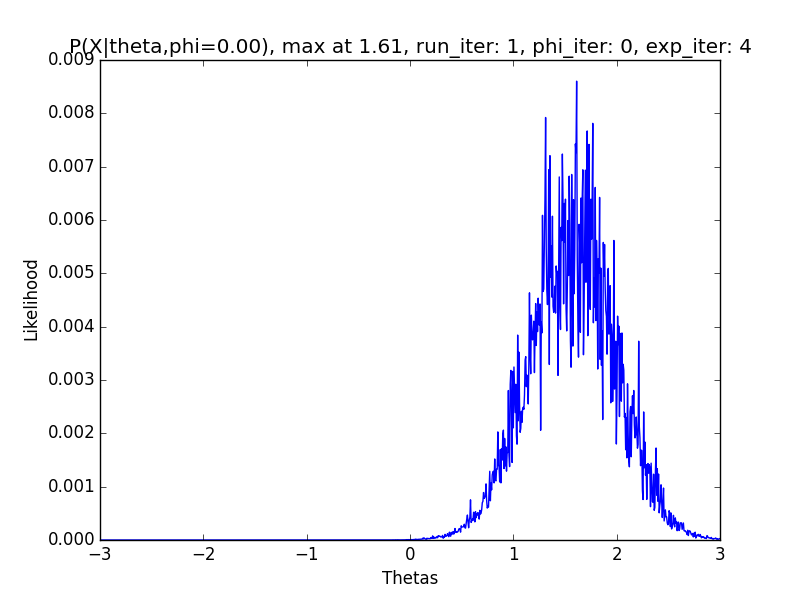 P(X|theta,phi=0.00), max at 1.61, run_iter: 1, phi_iter: 0, exp_iter: 4
0.009
0.008
0.007
0.006
0.005
0.004
0.003
0.002
0.001
0.000
Likelihood
−3 −2 −1 0 1 2 3
Thetas